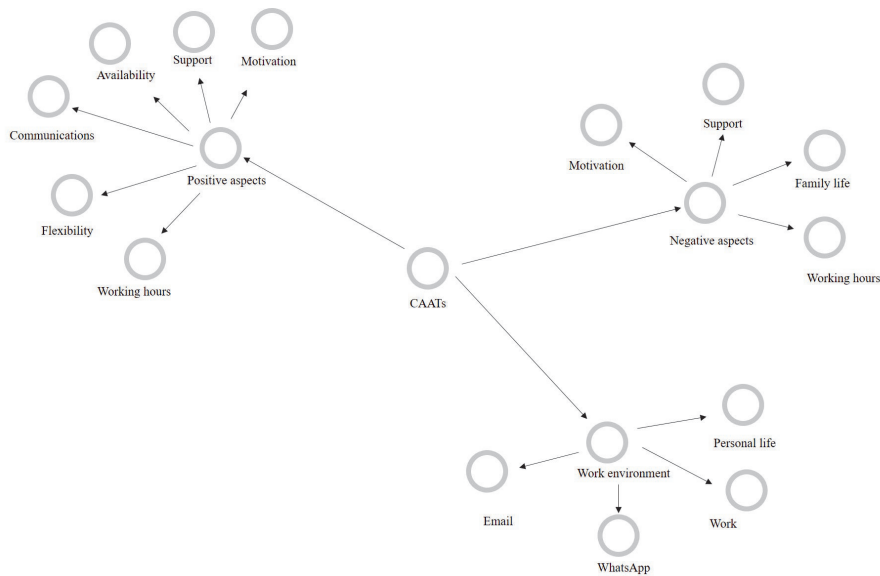 Support
Motivation
Availability
Communications
Positive aspects
Flexibility
Working hours
CAATs
Support
Motivation
Family life
Negative aspects
Working hours
Personal life
Work environment
Email
Work
WhatsApp